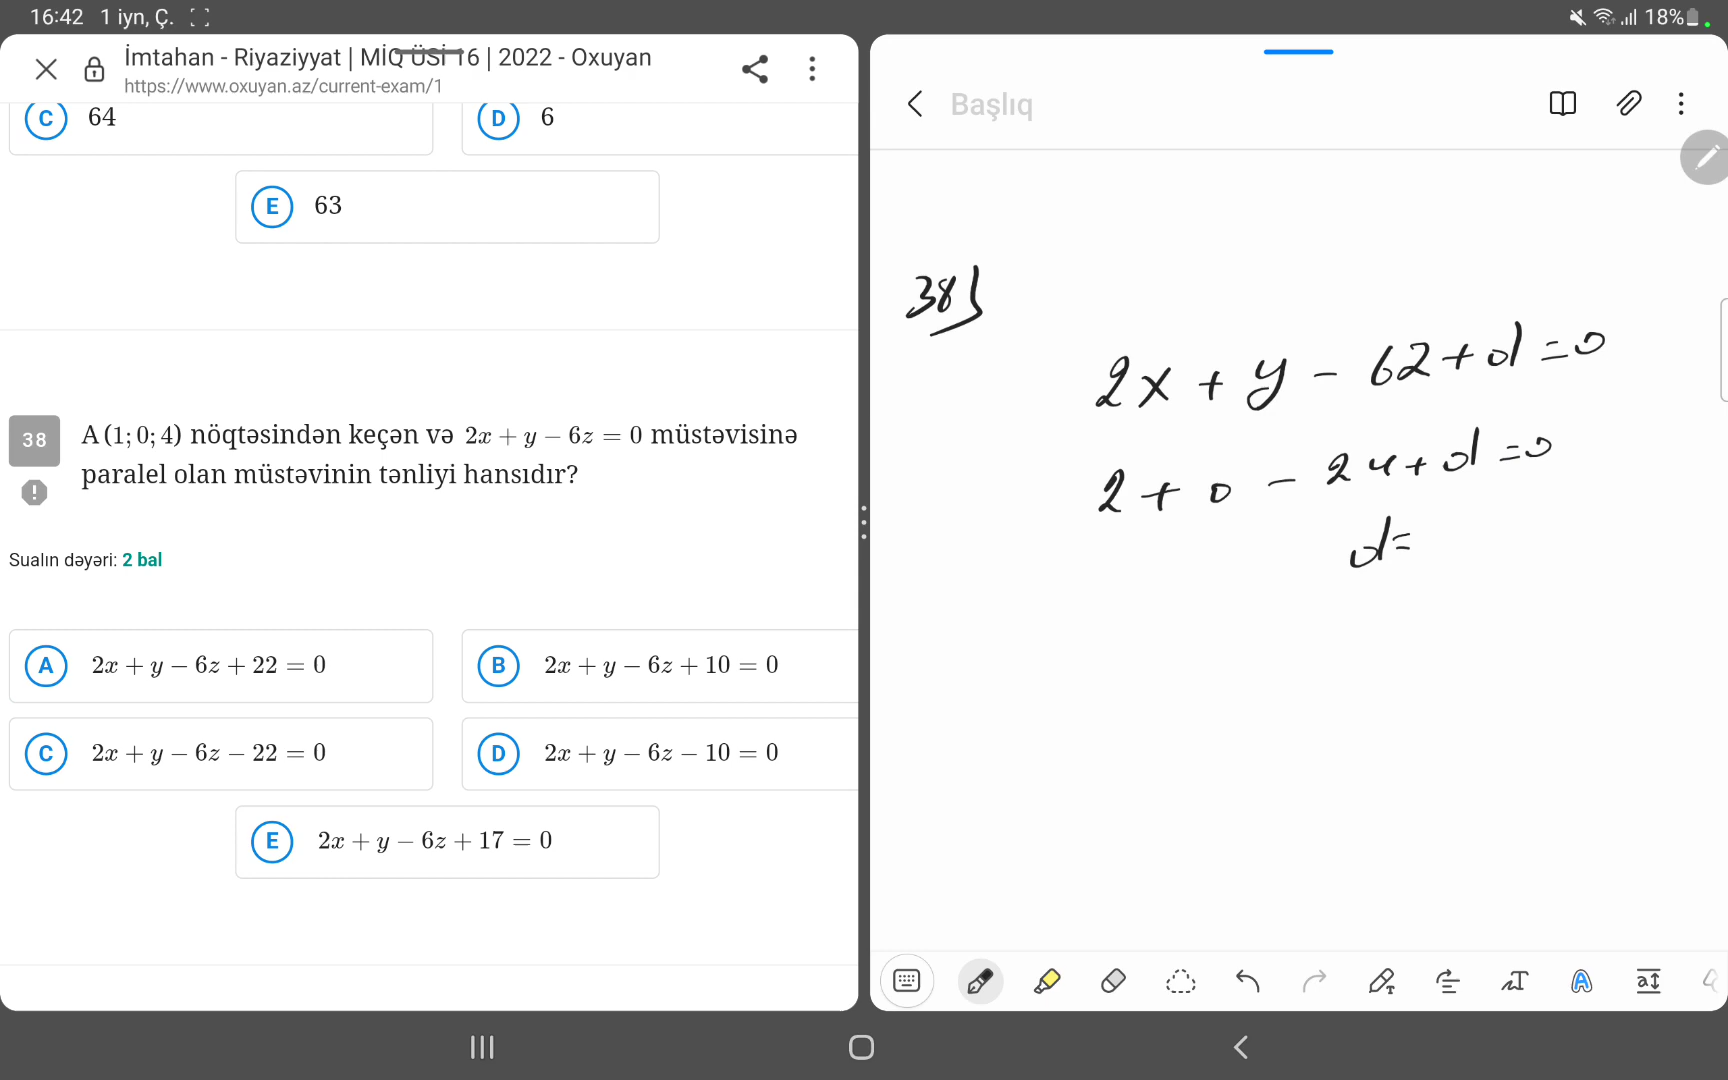 16:42 1 iyn, Ç. 18%
İmtahan - Riyaziyyat | MİQ ÜSİ 16 | 2022 - Oxuyan
https://www.oxuyan.az/current-exam/1
C 64 D 6
E 63
38 A (1; 0; 4) nöqtəsindən keçən və 2x + y − 6z = 0 müstəvisinə
paralel olan müstəvinin tənliyi hansıdır?
Sualın dəyəri: 2 bal
A 2x + y − 6z + 22 = 0 B 2x + y − 6z + 10 = 0
C 2x + y − 6z − 22 = 0 D 2x + y − 6z − 10 = 0
E 2x + y − 6z + 17 = 0
Başlıq
38)
2x + y - 6z + d = 0
2 + 0 - 24 + d = 0
d =